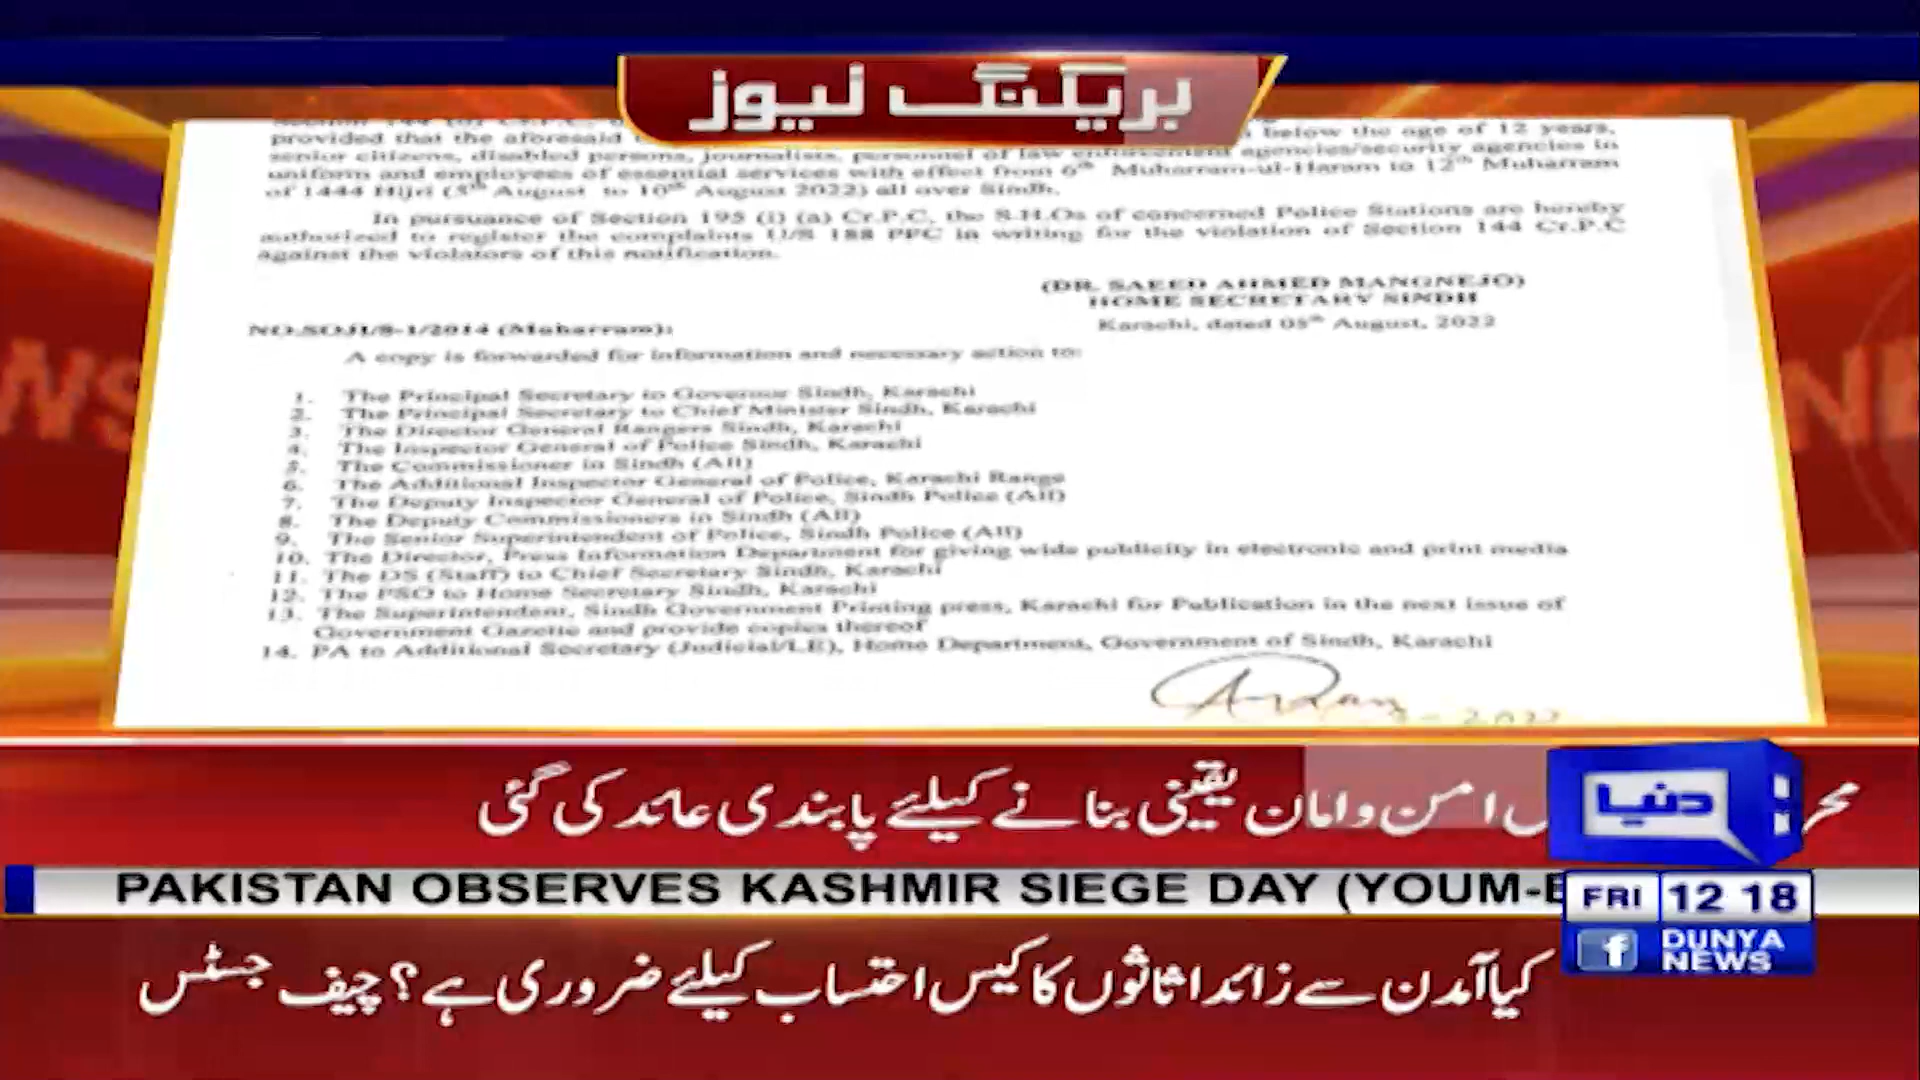 بریکنگ نیوز
provided that the aforesaid
below the age of 12 years,
senior citizens, disabled persons, journalists, personnel of law enforcement agencies/security agencies in
uniform and employees of essential services with effect from 6th Muharram-ul-Haram to 12th Muharram
of 1444 Hijri (5th August to 10th August 2022) all over Sindh.
In pursuance of Section 195 (i) (a) Cr.P.C, the S.H.Os of concerned Police Stations are hereby
authorized to register the complaints U/S 188 PPC in writing for the violation of Section 144 Cr.P.C
against the violators of this notification.
(DR. SAEED AHMED MANGNEJO)
HOME SECRETARY SINDH
Karachi, dated 05th August, 2022
NO.SOJI/8-1/2014 (Moharram):
A copy is forwarded for information and necessary action to:
1. The Principal Secretary to Governor Sindh, Karachi
2. The Principal Secretary to Chief Minister Sindh, Karachi
3. The Director General Rangers Sindh, Karachi
4. The Inspector General of Police Sindh, Karachi
5. The Commissioner in Sindh (All)
6. The Additional Inspector General of Police, Karachi Range
7. The Deputy Inspector General of Police, Sindh Police (All)
8. The Deputy Commissioners in Sindh (All)
9. The Senior Superintendent of Police, Sindh Police (All)
10. The Director, Press Information Department for giving wide publicity in electronic and print media
11. The DS (Staff) to Chief Secretary Sindh, Karachi
12. The PSO to Home Secretary Sindh, Karachi
13. The Superintendent, Sindh Government Printing press, Karachi for Publication in the next issue of
Government Gazette and provide copies thereof
14. PA to Additional Secretary (Judicial/LE), Home Department, Government of Sindh, Karachi
امن و امان یقینی بنانے کیلئے پابندی عائد کی گئی
دنیا
PAKISTAN OBSERVES KASHMIR SIEGE DAY (YOUM-E
FRI 12 18
DUNYA
NEWS
کیا آمدن سے زائد اثاثوں کا کیس احتساب کیلئے ضروری ہے؟ چیف جسٹس